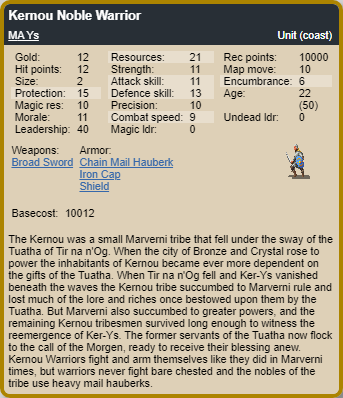 Kernou Noble Warrior
MA Ys Unit (coast)
Gold: 12 Resources: 21 Rec points: 10000
Hit points: 12 Strength: 11 Map move: 10
Size: 2 Attack skill: 11 Encumbrance: 6
Protection: 15 Defence skill: 13 Age: 22
Magic res: 10 Precision: 10 (50)
Morale: 11 Combat speed: 9 Undead ldr: 0
Leadership: 40 Magic ldr: 0
Weapons: Armor:
Broad Sword Chain Mail Hauberk
Iron Cap
Shield
Basecost: 10012
The Kernou was a small Marverni tribe that fell under the sway of the
Tuatha of Tir na n'Og. When the city of Bronze and Crystal rose to
power the inhabitants of Kernou became ever more dependent on
the gifts of the Tuatha. When Tir na n'Og fell and Ker-Ys vanished
beneath the waves the Kernou tribe succumbed to Marverni rule and
lost much of the lore and riches once bestowed upon them by the
Tuatha. But Marverni also succumbed to greater powers, and the
remaining Kernou tribesmen survived long enough to witness the
reemergence of Ker-Ys. The former servants of the Tuatha now flock
to the call of the Morgen, ready to receive their blessing anew.
Kernou Warriors fight and arm themselves like they did in Marverni
times, but warriors never fight bare chested and the nobles of the
tribe use heavy mail hauberks.